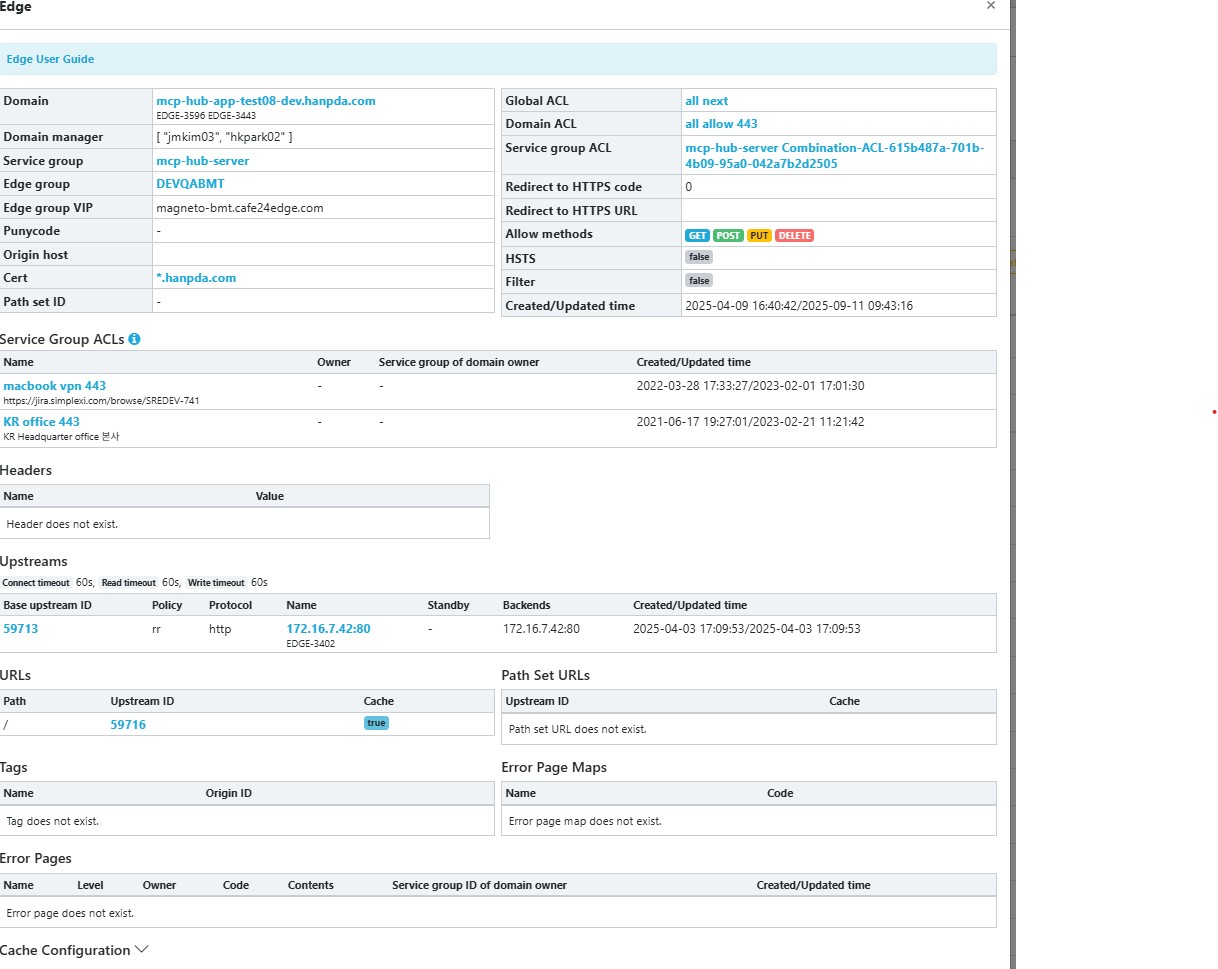 Edge ×
Edge User Guide
Domain mcp-hub-app-test08-dev.hanpda.com
EDGE-3596 EDGE-3443
Domain manager [ "jmkim03", "hkpark02" ]
Service group mcp-hub-server
Edge group DEVQABMT
Edge group VIP magneto-bmt.cafe24edge.com
Punycode -
Origin host
Cert *.hanpda.com
Path set ID -
Global ACL all next
Domain ACL all allow 443
Service group ACL mcp-hub-server Combination-ACL-615b487a-701b-
4b09-95a0-042a7b2d2505
Redirect to HTTPS code 0
Redirect to HTTPS URL
Allow methods GET POST PUT DELETE
HSTS false
Filter false
Created/Updated time 2025-04-09 16:40:42/2025-09-11 09:43:16
Service Group ACLs
Name Owner Service group of domain owner Created/Updated time
macbook vpn 443 - - 2022-03-28 17:33:27/2023-02-01 17:01:30
https://jira.simplexi.com/browse/SREDEV-741
KR office 443 - - 2021-06-17 19:27:01/2023-02-21 11:21:42
KR Headquarter office 본사
Headers
Name Value
Header does not exist.
Upstreams
Connect timeout 60s, Read timeout 60s, Write timeout 60s
Base upstream ID Policy Protocol Name Standby Backends Created/Updated time
59713 rr http 172.16.7.42:80 - 172.16.7.42:80 2025-04-03 17:09:53/2025-04-03 17:09:53
EDGE-3402
URLs
Path Upstream ID Cache
/ 59716 true
Path Set URLs
Upstream ID Cache
Path set URL does not exist.
Tags
Name Origin ID
Tag does not exist.
Error Page Maps
Name Code
Error page map does not exist.
Error Pages
Name Level Owner Code Contents Service group ID of domain owner Created/Updated time
Error page does not exist.
Cache Configuration